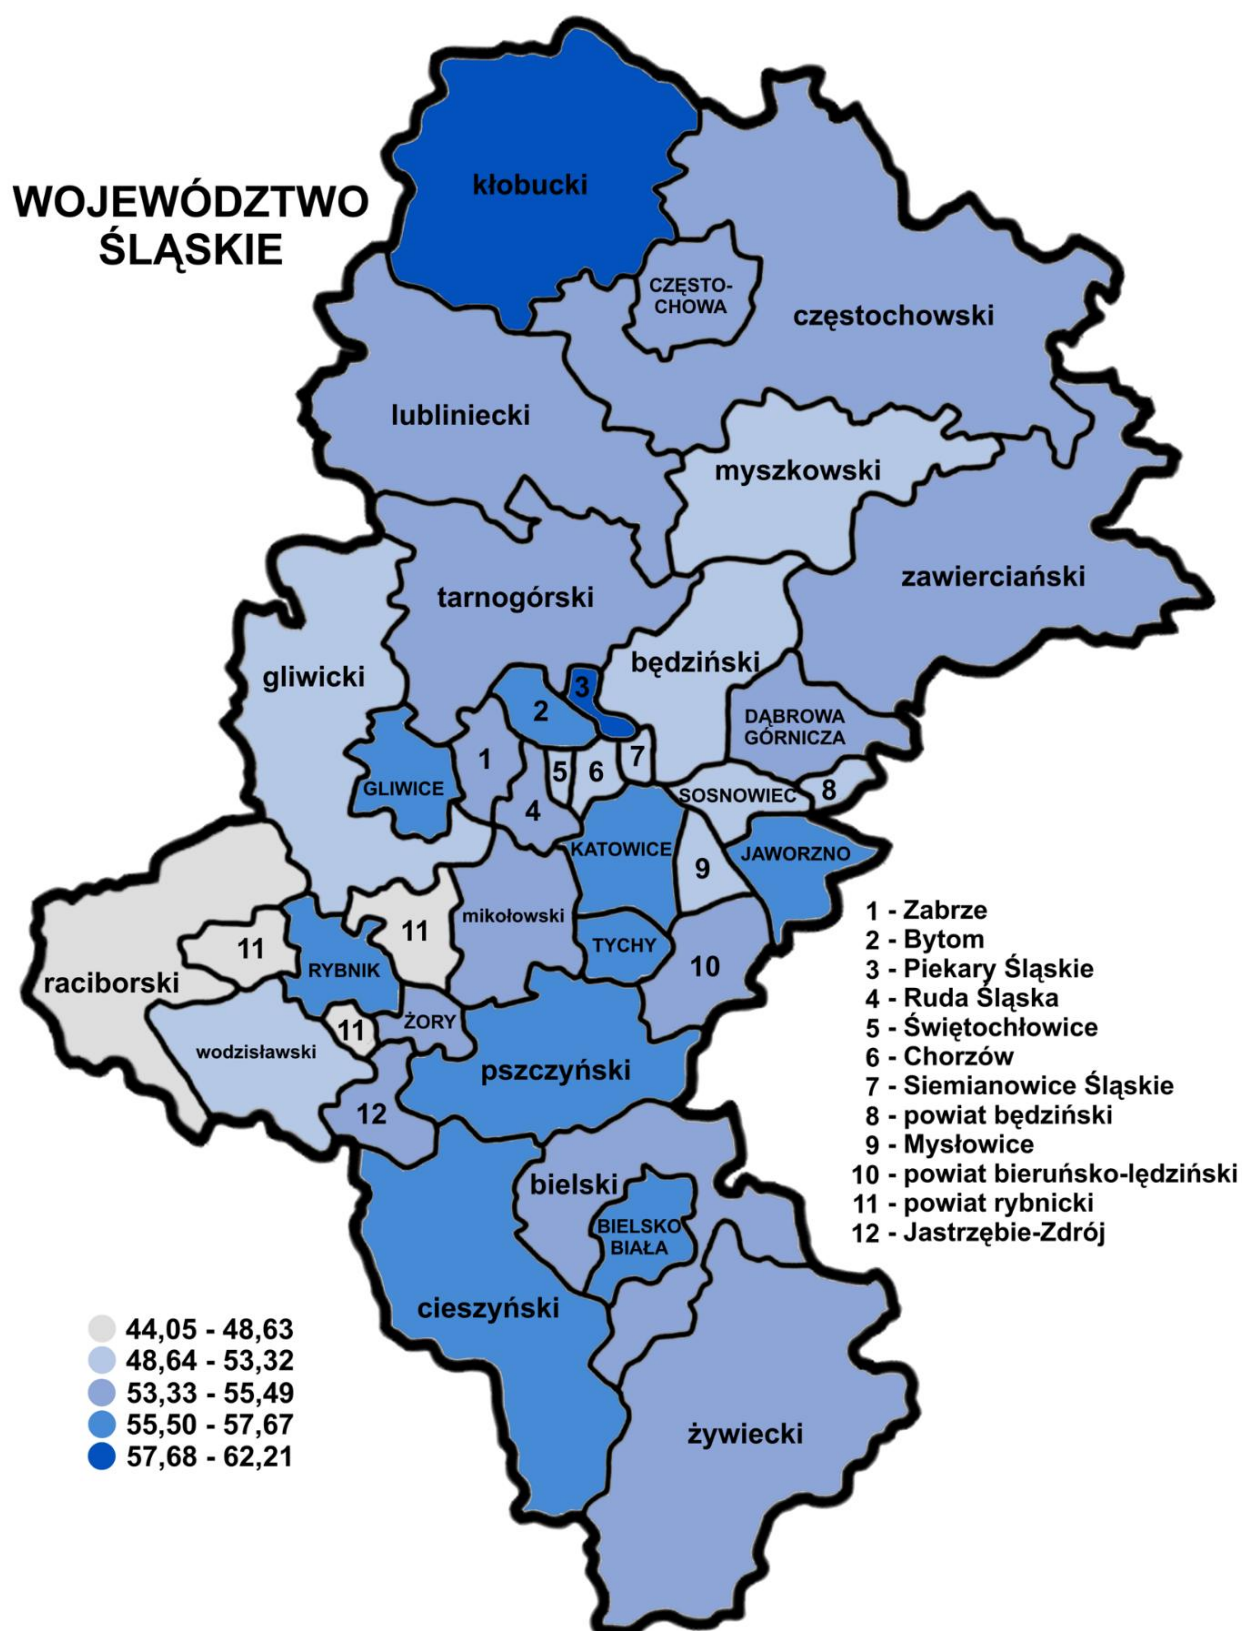 WOJEWÓDZTWO
ŚLĄSKIE
kłobucki
CZĘSTO-
CHOWA
częstochowski
lubliniecki
myszkowski
zawierciański
tarnogórski
gliwicki
będziński
3
2
DĄBROWA
GÓRNICZA
1
5
6
7
GLIWICE
4
SOSNOWIEC
8
KATOWICE
9
JAWORZNO
mikołowski
11
11
raciborski
RYBNIK
TYCHY
10
11
ŻORY
wodzisławski
pszczyński
12
1 - Zabrze
2 - Bytom
3 - Piekary Śląskie
4 - Ruda Śląska
5 - Świętochłowice
6 - Chorzów
7 - Siemianowice Śląskie
8 - powiat będziński
9 - Mysłowice
10 - powiat bieruńsko-lędziński
11 - powiat rybnicki
12 - Jastrzębie-Zdrój
bielski
BIELSKO
BIAŁA
cieszyński
żywiecki
44,05 - 48,63
48,64 - 53,32
53,33 - 55,49
55,50 - 57,67
57,68 - 62,21